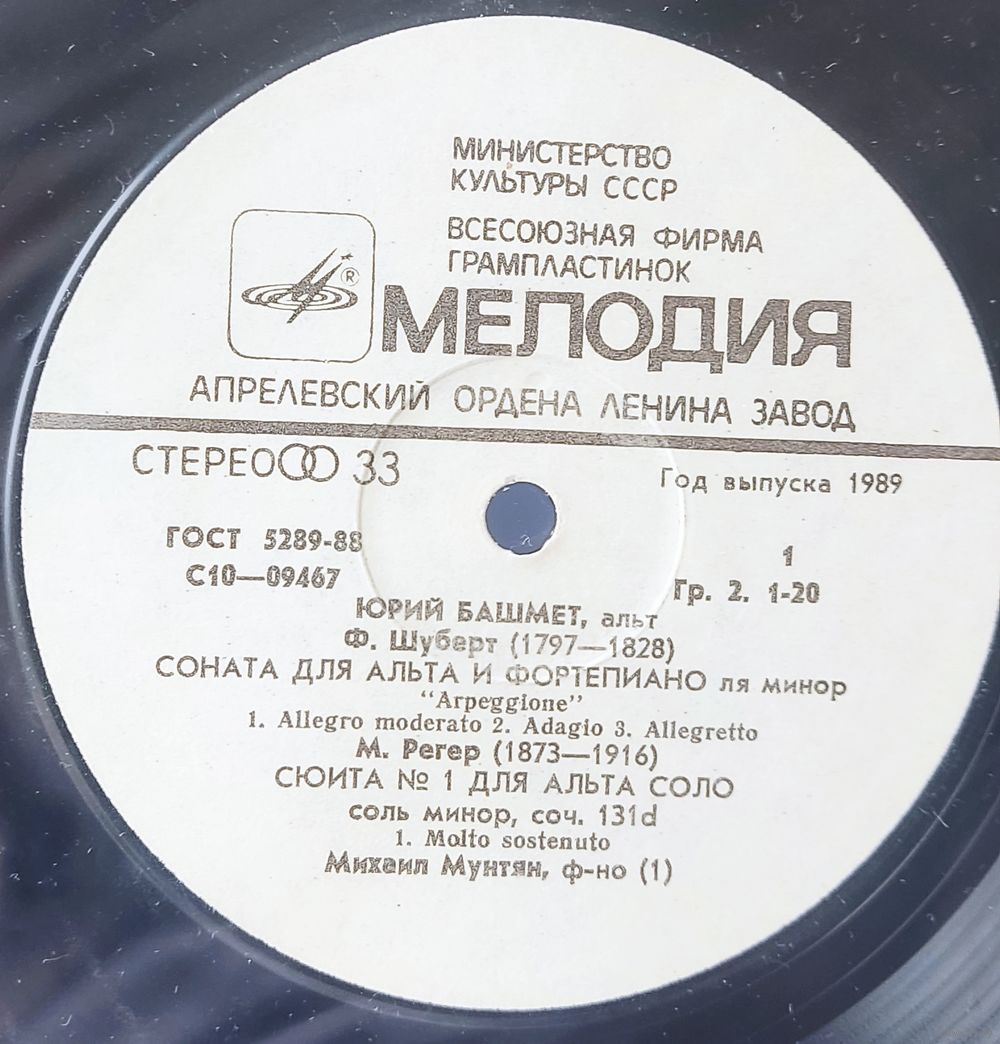 МИНИСТЕРСТВО
КУЛЬТУРЫ СССР
ВСЕСОЮЗНАЯ ФИРМА
ГРАМПЛАСТИНОК
®
МЕЛОДИЯ
АПРЕЛЕВСКИЙ ОРДЕНА ЛЕНИНА ЗАВОД
СТЕРЕО 33
Год выпуска 1989
ГОСТ 5289-88
С10—09467
1
Гр. 2. 1-20
ЮРИЙ БАШМЕТ, альт
Ф. Шуберт (1797—1828)
СОНАТА ДЛЯ АЛЬТА И ФОРТЕПИАНО ля минор
“Arpeggione”
1. Allegro moderato 2. Adagio 3. Allegretto
М. Регер (1873—1916)
СЮИТА № 1 ДЛЯ АЛЬТА СОЛО
соль минор, соч. 131d
1. Molto sostenuto
Михаил Мунтян, ф-но (1)